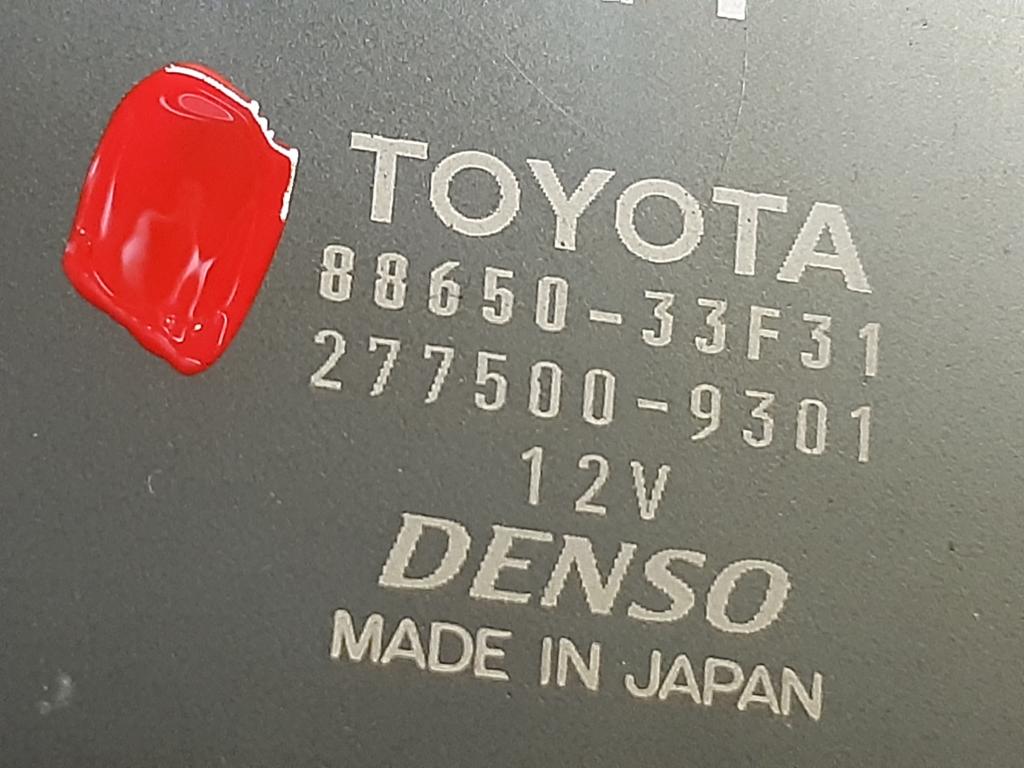 TOYOTA
88650-33F31
277500-9301
12V
DENSO
MADE IN JAPAN